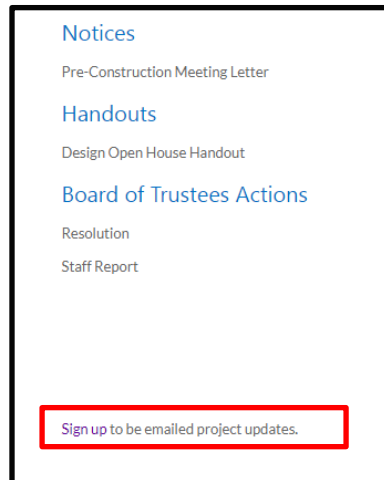 Notices
Pre-Construction Meeting Letter
Handouts
Design Open House Handout
Board of Trustees Actions
Resolution
Staff Report
Sign up to be emailed project updates.